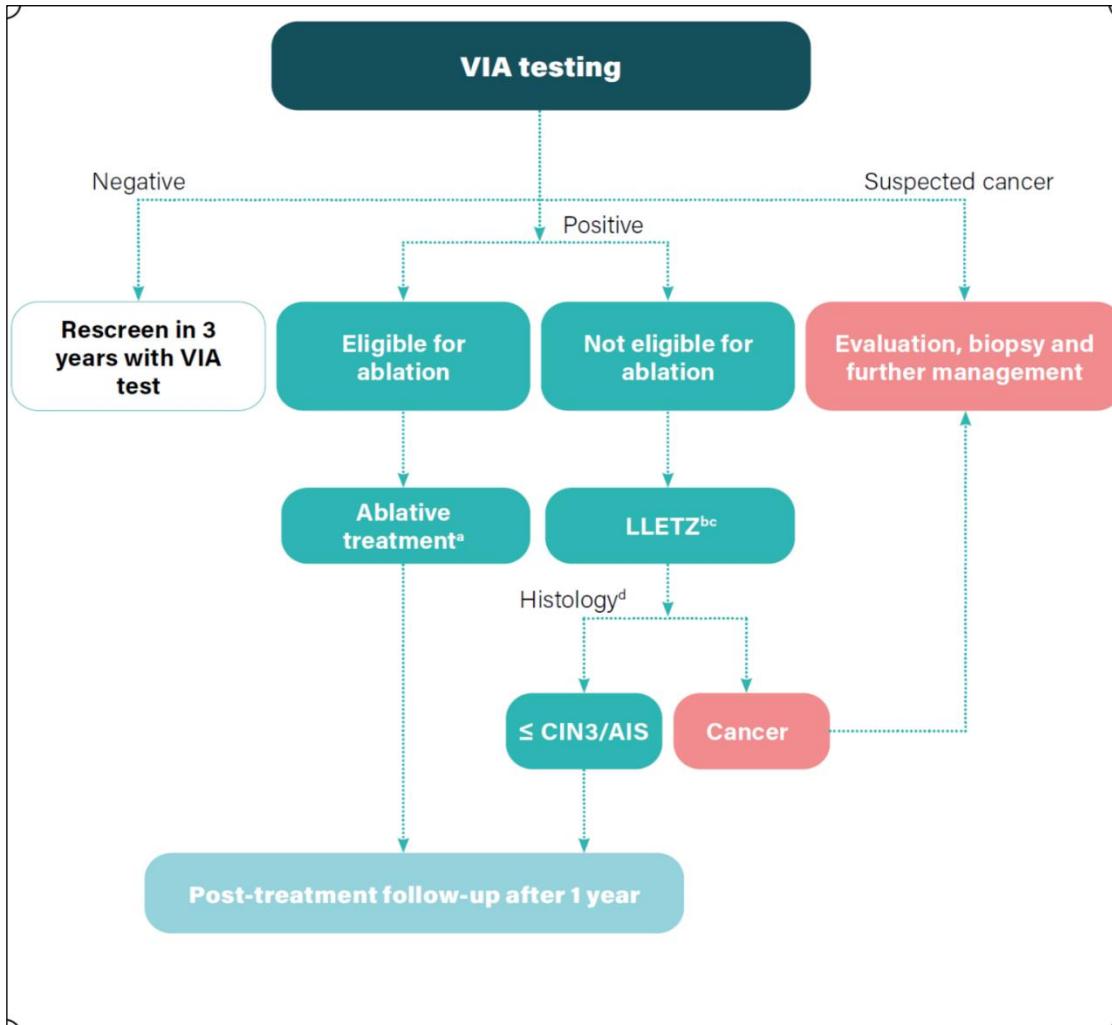 VIA testing
Negative
Suspected cancer
Positive
Rescreen in 3
years with VIA
test
Eligible for
ablation
Not eligible for
ablation
Evaluation, biopsy and
further management
Ablative
treatmentᵃ
LLETZᵇᶜ
Histologyᵈ
≤ CIN3/AIS
Cancer
Post-treatment follow-up after 1 year